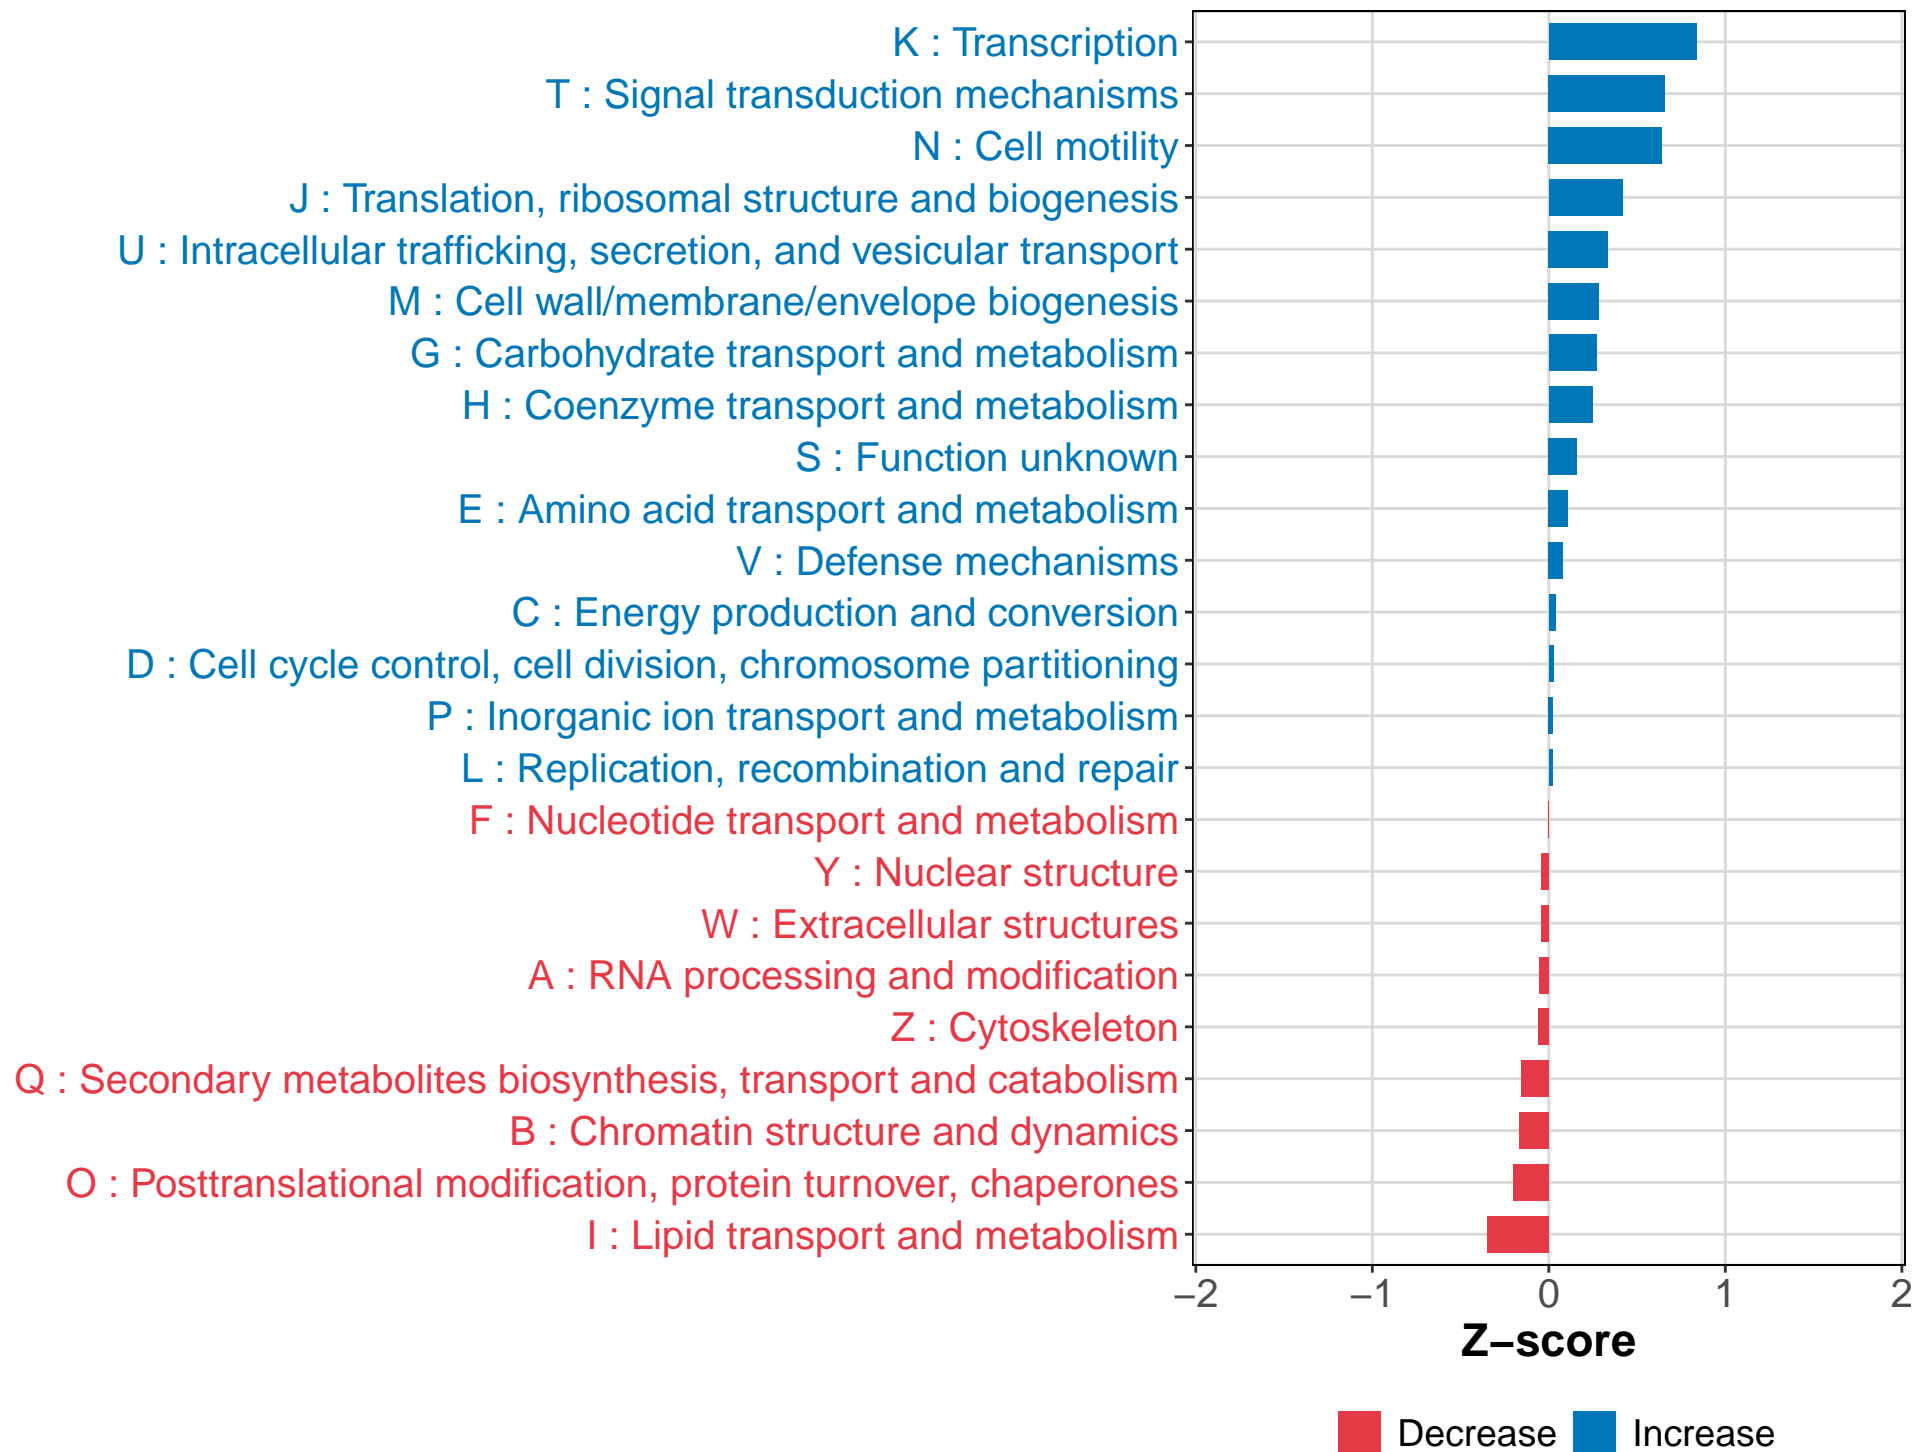 K : Transcription
T : Signal transduction mechanisms
N : Cell motility
J : Translation, ribosomal structure and biogenesis
U : Intracellular trafficking, secretion, and vesicular transport
M : Cell wall/membrane/envelope biogenesis
G : Carbohydrate transport and metabolism
H : Coenzyme transport and metabolism
S : Function unknown
E : Amino acid transport and metabolism
V : Defense mechanisms
C : Energy production and conversion
D : Cell cycle control, cell division, chromosome partitioning
P : Inorganic ion transport and metabolism
L : Replication, recombination and repair
F : Nucleotide transport and metabolism
Y : Nuclear structure
W : Extracellular structures
A : RNA processing and modification
Z : Cytoskeleton
Q : Secondary metabolites biosynthesis, transport and catabolism
B : Chromatin structure and dynamics
O : Posttranslational modification, protein turnover, chaperones
I : Lipid transport and metabolism
−2 −1 0 1 2
Z−score
Decrease Increase